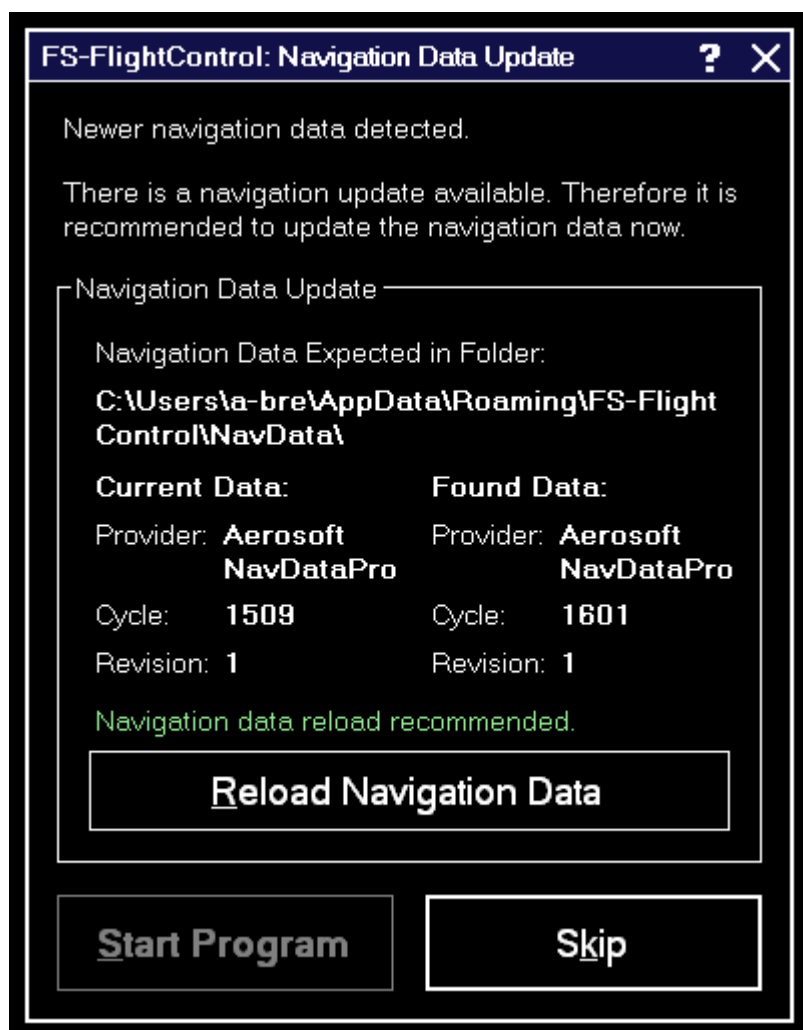 FS-FlightControl: Navigation Data Update ? X
Newer navigation data detected.
There is a navigation update available. Therefore it is
recommended to update the navigation data now.
Navigation Data Update
Navigation Data Expected in Folder:
C:\Users\a-bre\AppData\Roaming\FS-Flight
Control\NavData\
Current Data: Found Data:
Provider: Aerosoft Provider: Aerosoft
NavDataPro NavDataPro
Cycle: 1509 Cycle: 1601
Revision: 1 Revision: 1
Navigation data reload recommended.
Reload Navigation Data
Start Program Skip